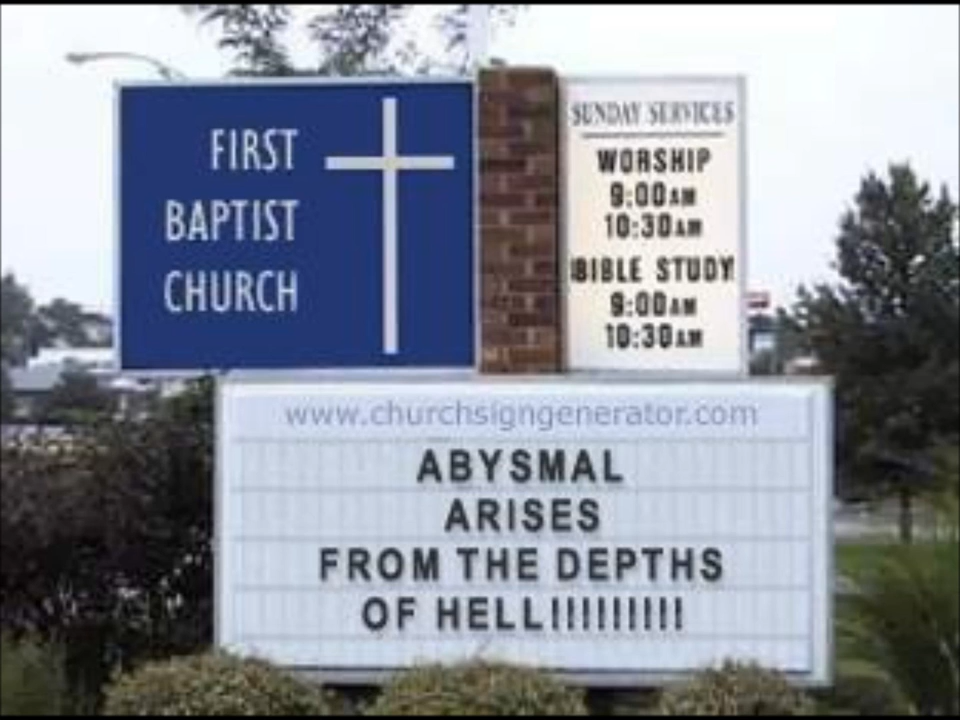 FIRST
BAPTIST
CHURCH
SUNDAY SERVICES
WORSHIP
9:00AM
10:30AM
BIBLE STUDY
9:00AM
10:30AM
www.churchsigngenerator.com
ABYSMAL
ARISES
FROM THE DEPTHS
OF HELL!!!!!!!!!